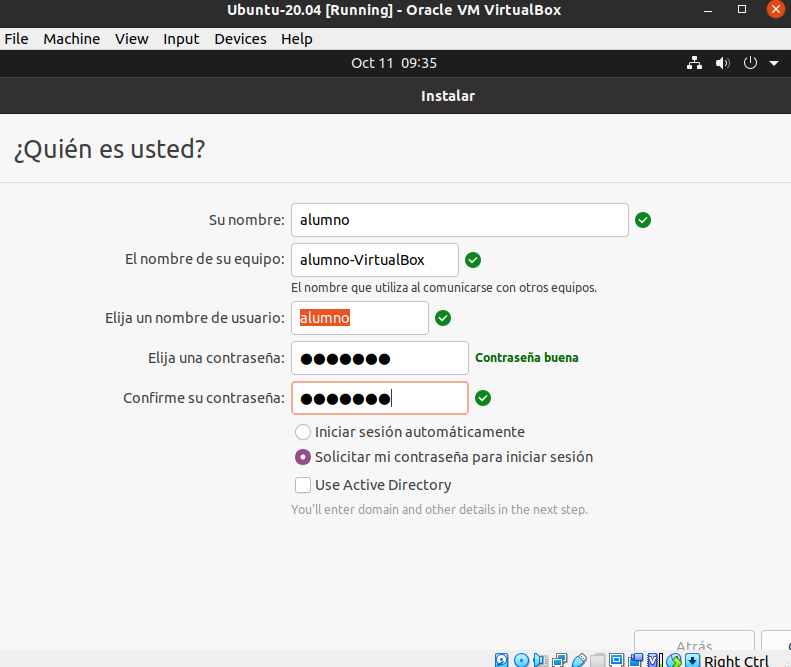 Ubuntu-20.04 [Running] - Oracle VM VirtualBox
File Machine View Input Devices Help
Oct 11 09:35
Instalar
¿Quién es usted?
Su nombre: alumno
El nombre de su equipo: alumno-VirtualBox
El nombre que utiliza al comunicarse con otros equipos.
Elija un nombre de usuario: alumno
Elija una contraseña: ●●●●●●● Contraseña buena
Confirme su contraseña: ●●●●●●●
Iniciar sesión automáticamente
Solicitar mi contraseña para iniciar sesión
Use Active Directory
You'll enter domain and other details in the next step.
Atrás
Right Ctrl